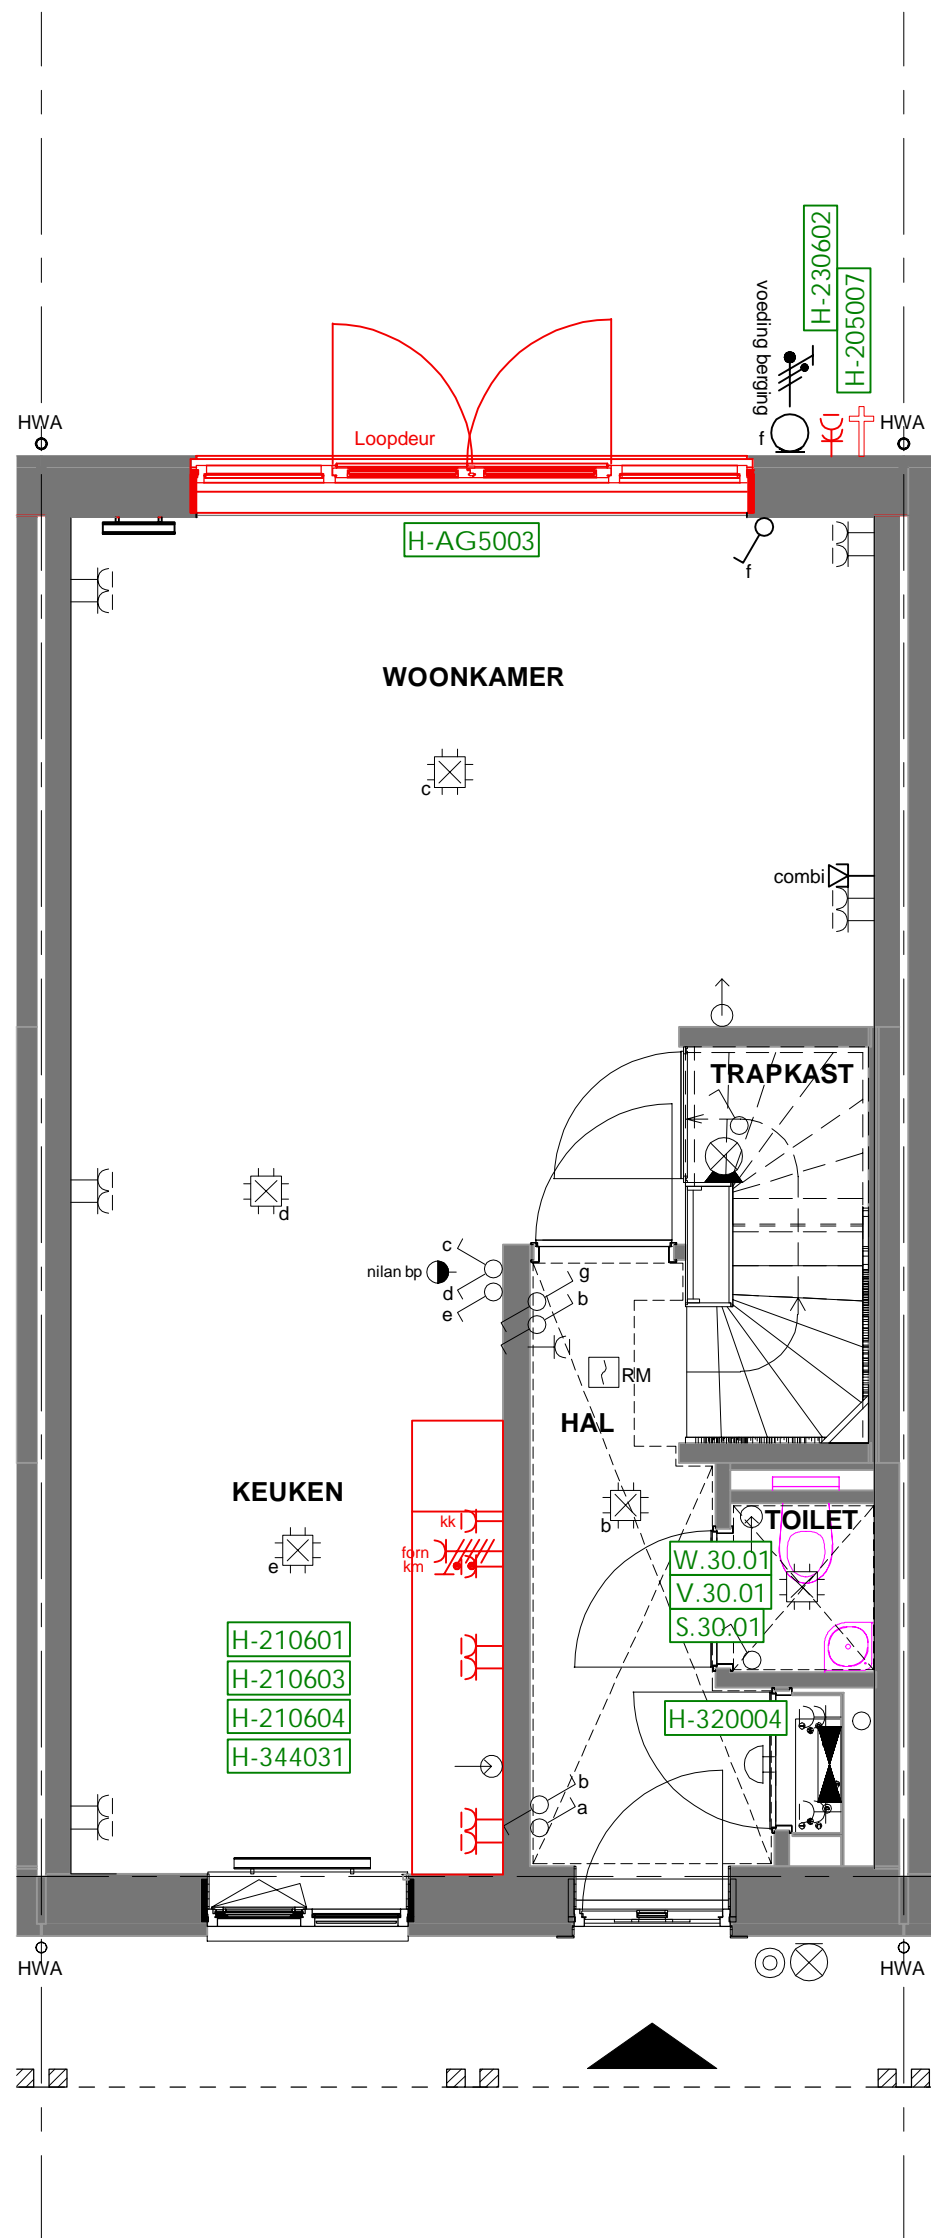 H-230602
H-205007
voeding berging
HWA
f
HWA
Loopdeur
H-AG5003
f
WOONKAMER
c
combi
TRAPKAST
d
c
nilan bp
d
e
g
b
RM
HAL
KEUKEN
kk
b
TOILET
e
forn
km
W.30.01
V.30.01
S.30.01
H-210601
H-210603
H-210604
H-344031
H-320004
b
a
HWA
HWA